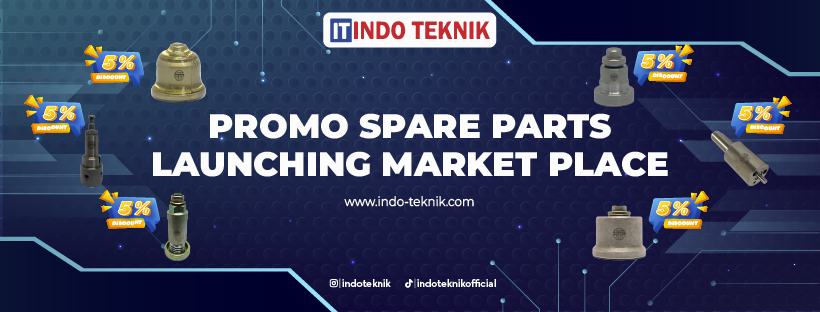 IT INDO TEKNIK
5%
DISCOUNT
5%
DISCOUNT
5%
DISCOUNT
5%
DISCOUNT
PROMO SPARE PARTS
LAUNCHING MARKET PLACE
www.indo-teknik.com
5%
DISCOUNT
5%
DISCOUNT
indoteknik
indoteknikofficial